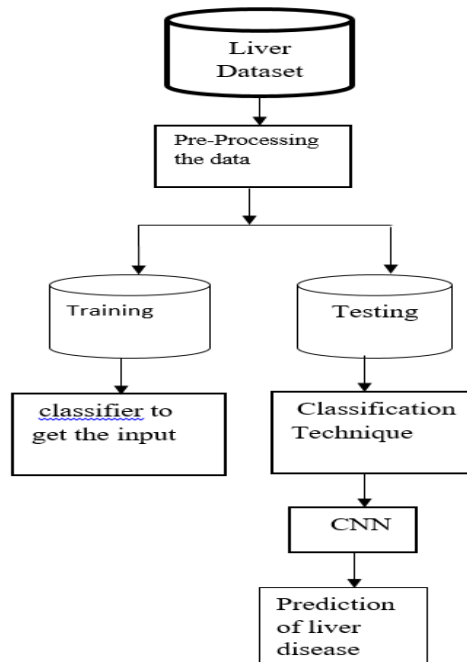 Liver
Dataset
Pre-Processing
the data
Training
Testing
classifier to
get the input
Classification
Technique
CNN
Prediction
of liver
disease